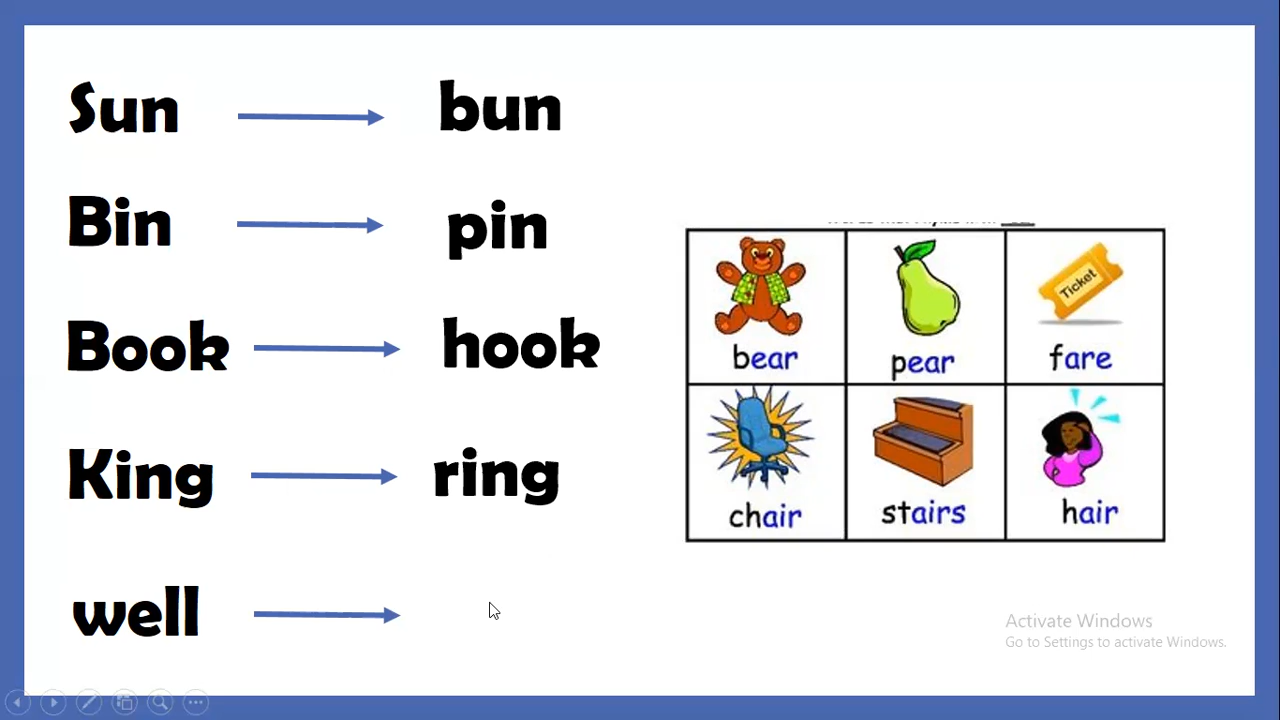 Sun bun
Bin pin
Book hook
King ring
well
Ticket
bear pear fare
chair stairs hair
Activate Windows
Go to Settings to activate Windows.